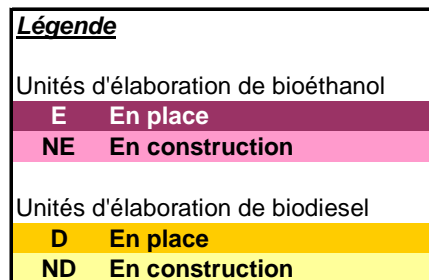 Légende
Unités d'élaboration de bioéthanol
E En place
NE En construction
Unités d'élaboration de biodiesel
D En place
ND En construction